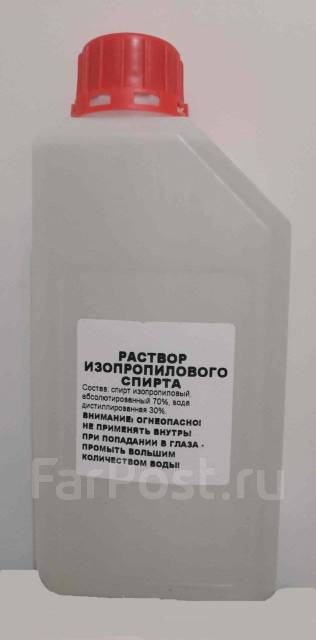 РАСТВОР
ИЗОПРОПИЛОВОГО
СПИРТА
Состав: спирт изопропиловый,
абсолютированный 70%, вода
дистиллированная 30%.
ВНИМАНИЕ: ОГНЕОПАСНО!
НЕ ПРИМЕНЯТЬ ВНУТРЬ!
ПРИ ПОПАДАНИИ В ГЛАЗА -
ПРОМЫТЬ БОЛЬШИМ
КОЛИЧЕСТВОМ ВОДЫ!
FarPost.ru